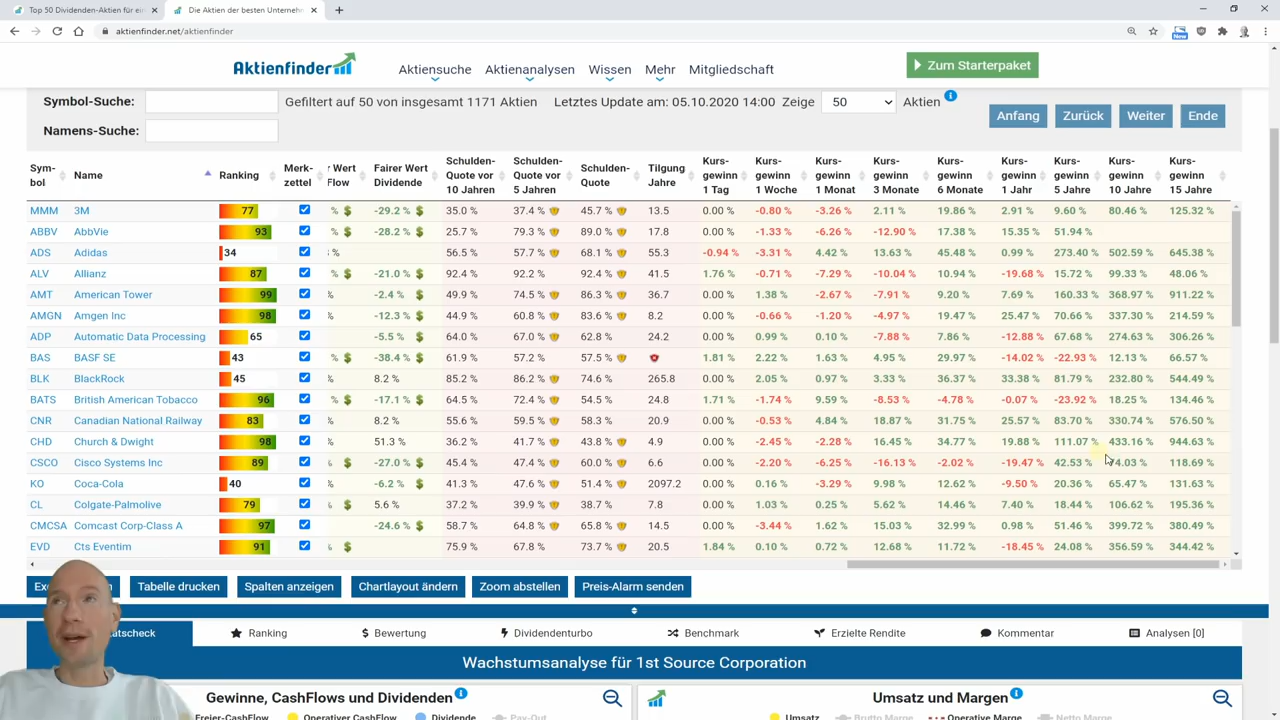 Top 50 Dividenden-Aktien für ei
Die Aktien der besten Unterneh
aktienfinder.net/aktienfinder
New
Aktienfinder
Aktiensuche Aktienanalysen Wissen Mehr Mitgliedschaft
Zum Starterpaket
Symbol-Suche: Gefiltert auf 50 von insgesamt 1171 Aktien Letztes Update am: 05.10.2020 14:00 Zeige 50 Aktien
Namens-Suche:
Anfang Zurück Weiter Ende
Sym-bol Name Ranking Merk-zettel r Wert Flow Fairer Wert Dividende Schulden-Quote vor 10 Jahren Schulden-Quote vor 5 Jahren Schulden-Quote Tilgung Jahre Kurs-gewinn 1 Tag Kurs-gewinn 1 Woche Kurs-gewinn 1 Monat Kurs-gewinn 3 Monate Kurs-gewinn 6 Monate Kurs-gewinn 1 Jahr Kurs-gewinn 5 Jahre Kurs-gewinn 10 Jahre Kurs-gewinn 15 Jahre
MMM 3M 77 % $ -29.2 % $ 35.0 % 37.4 % 45.7 % 13.5 0.00 % -0.80 % -3.26 % 2.11 % 19.86 % 2.91 % 9.60 % 80.46 % 125.32 %
ABBV AbbVie 93 % $ -28.2 % $ 25.7 % 79.3 % 89.0 % 17.8 0.00 % -1.33 % -6.26 % -12.90 % 17.38 % 15.35 % 51.94 %
ADS Adidas 34 % 56.5 % 57.7 % 68.1 % 55.3 -0.94 % -3.31 % 4.42 % 13.63 % 45.48 % 0.99 % 273.40 % 502.59 % 645.38 %
ALV Allianz 87 % $ -21.0 % $ 92.4 % 92.2 % 92.4 % 41.5 1.76 % -0.71 % -7.29 % -10.04 % 10.94 % -19.68 % 15.72 % 99.33 % 48.06 %
AMT American Tower 99 % -2.4 % $ 49.9 % 74.5 % 86.3 % 36.7 0.00 % 1.38 % -2.67 % -7.91 % 9.20 % 7.69 % 160.33 % 368.97 % 911.22 %
AMGN Amgen Inc 98 % -12.3 % $ 44.9 % 60.8 % 83.6 % 8.2 0.00 % -0.66 % -1.20 % -4.97 % 19.47 % 25.47 % 70.66 % 337.30 % 214.59 %
ADP Automatic Data Processing 65 -5.5 % $ 64.0 % 67.0 % 62.8 % 24.2 0.00 % 0.99 % 0.10 % -7.88 % 7.86 % -12.88 % 67.68 % 274.63 % 306.26 %
BAS BASF SE 43 % $ -38.4 % $ 61.9 % 57.2 % 57.5 % 1.81 % 2.22 % 1.63 % 4.95 % 29.97 % -14.02 % -22.93 % 12.13 % 66.57 %
BLK BlackRock 45 % 8.2 % 85.2 % 86.2 % 74.6 % 265.8 0.00 % 2.05 % 0.97 % 3.33 % 36.37 % 33.38 % 81.79 % 232.80 % 544.49 %
BATS British American Tobacco 96 % $ -17.1 % $ 64.5 % 72.4 % 54.5 % 24.8 1.71 % -1.74 % 9.59 % -8.53 % -4.78 % -0.07 % -23.92 % 18.25 % 134.46 %
CNR Canadian National Railway 83 % 8.2 % 55.6 % 59.5 % 58.3 % 20.9 0.00 % -0.53 % 4.84 % 18.87 % 31.75 % 25.57 % 83.70 % 330.74 % 576.50 %
CHD Church & Dwight 98 51.3 % 36.2 % 41.7 % 43.8 % 4.9 0.00 % -2.45 % -2.28 % 16.45 % 34.77 % 19.88 % 111.07 % 433.16 % 944.63 %
CSCO Cisco Systems Inc 89 % $ -27.0 % $ 45.4 % 47.4 % 60.0 % 6.6 0.00 % -2.20 % -6.25 % -16.13 % -2.02 % -19.47 % 42.53 % 74.03 % 118.69 %
KO Coca-Cola 40 % $ -6.2 % $ 41.3 % 47.6 % 51.4 % 2097.2 0.00 % 0.16 % -3.29 % 9.98 % 12.62 % -9.50 % 20.36 % 65.47 % 131.63 %
CL Colgate-Palmolive 79 % 5.6 % 37.2 % 39.9 % 38.7 % 7.8 0.00 % 1.03 % 0.25 % 5.62 % 14.46 % 7.40 % 18.44 % 106.62 % 195.36 %
CMCSA Comcast Corp-Class A 97 -24.6 % $ 58.7 % 64.8 % 65.8 % 14.5 0.00 % -3.44 % 1.62 % 15.03 % 32.99 % 0.98 % 51.46 % 399.72 % 380.49 %
EVD Cts Eventim 91 % $ 75.9 % 67.8 % 73.7 % 20.5 1.84 % 0.10 % 0.72 % 12.68 % 11.72 % -18.45 % 24.08 % 356.59 % 344.42 %
Tabelle drucken Spalten anzeigen Chartlayout ändern Zoom abstellen Preis-Alarm senden
Ranking $ Bewertung Dividendenturbo Benchmark Erzielte Rendite Kommentar Analysen [0]
Wachstumsanalyse für 1st Source Corporation
Gewinne, CashFlows und Dividenden Umsatz und Margen
Freier-CashFlow Operativer CashFlow Dividende Pay-Out Umsatz Brutto Marge Operative Marge Netto Marge